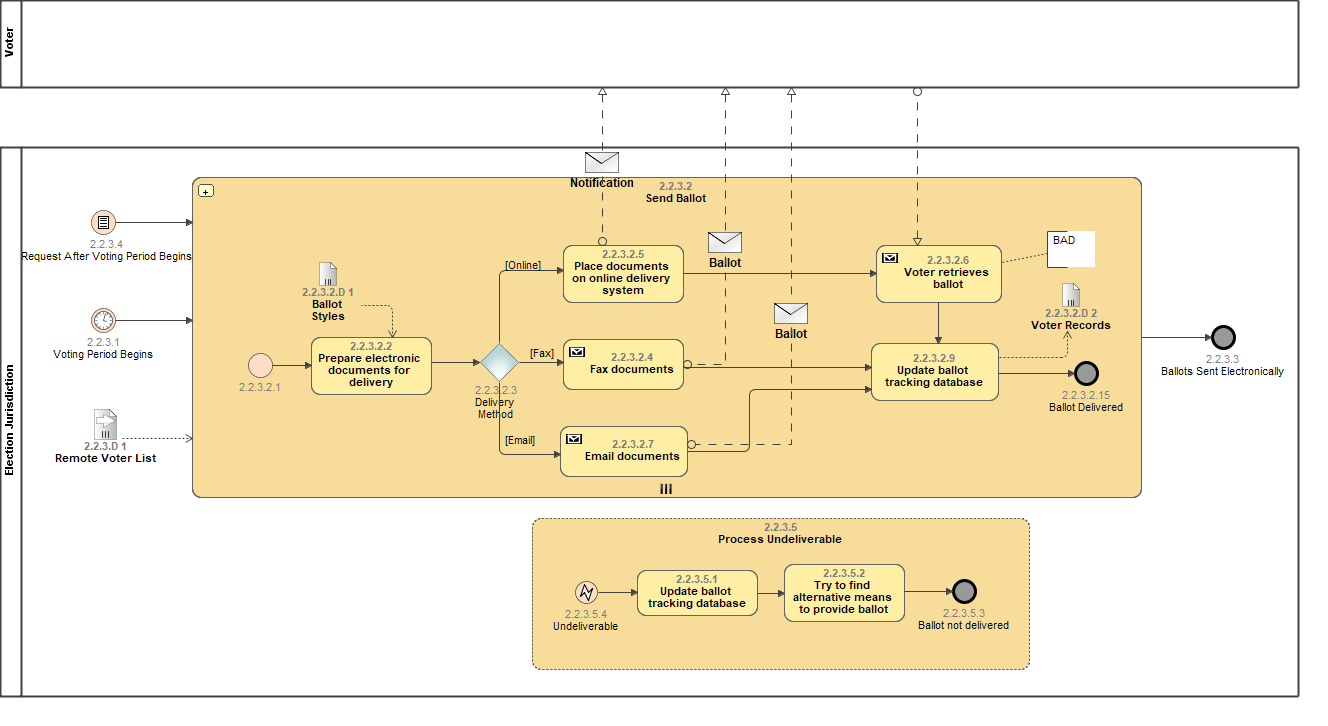 Voter
Election Jurisdiction
Notification
2.2.3.2
Send Ballot
2.2.3.4
Request After Voting Period Begins
2.2.3.1
Voting Period Begins
2.2.3.D 1
Remote Voter List
2.2.3.2.D 1
Ballot
Styles
2.2.3.2.1
2.2.3.2.2
Prepare electronic
documents for
delivery
2.2.3.2.3
Delivery
Method
[Online]
[Fax]
[Email]
2.2.3.2.5
Place documents
on online delivery
system
2.2.3.2.4
Fax documents
2.2.3.2.7
Email documents
Ballot
Ballot
2.2.3.2.6
Voter retrieves
ballot
BAD
2.2.3.2.D 2
Voter Records
2.2.3.2.9
Update ballot
tracking database
2.2.3.2.15
Ballot Delivered
2.2.3.3
Ballots Sent Electronically
2.2.3.5
Process Undeliverable
2.2.3.5.4
Undeliverable
2.2.3.5.1
Update ballot
tracking database
2.2.3.5.2
Try to find
alternative means
to provide ballot
2.2.3.5.3
Ballot not delivered